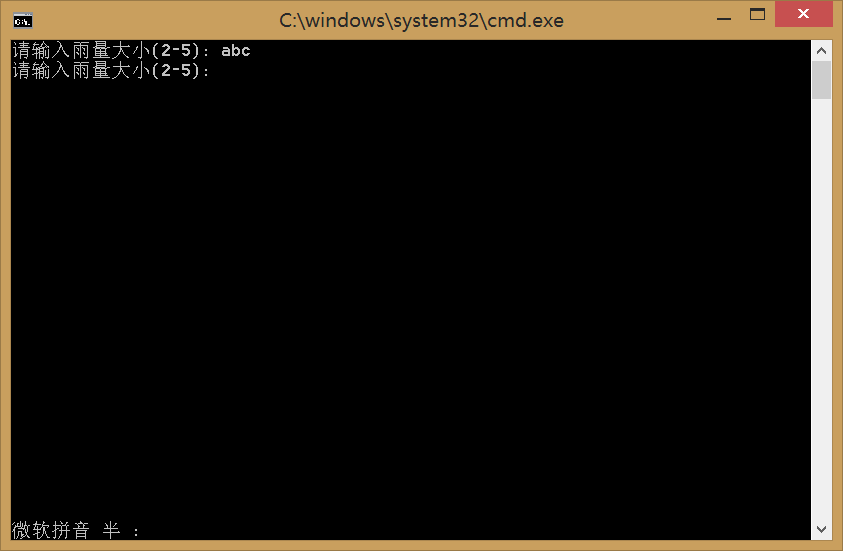 C:\windows\system32\cmd.exe
请输入雨量大小(2-5): abc
请输入雨量大小(2-5):
微软拼音 半 :